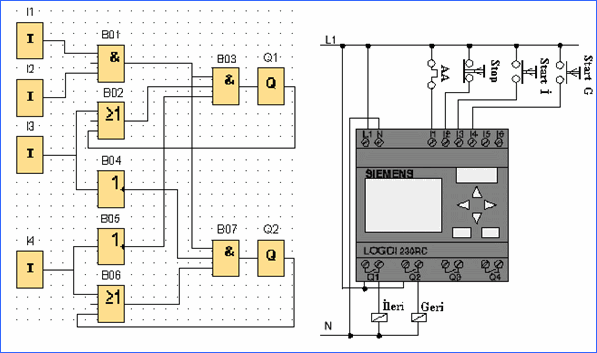 I1
I
I2
I
I3
I
I4
I
B01
&
B02
≥1
B04
1
B05
1
B06
≥1
B03
&
B07
&
Q1
Q
Q2
Q
L1
AA
Stop
Start İ
Start G
L1 N I1 I2 I3 I4 I5 I6
SIEMENS
LOGO! 230RC
Q1 Q2 Q3 Q4
İleri
Geri
N